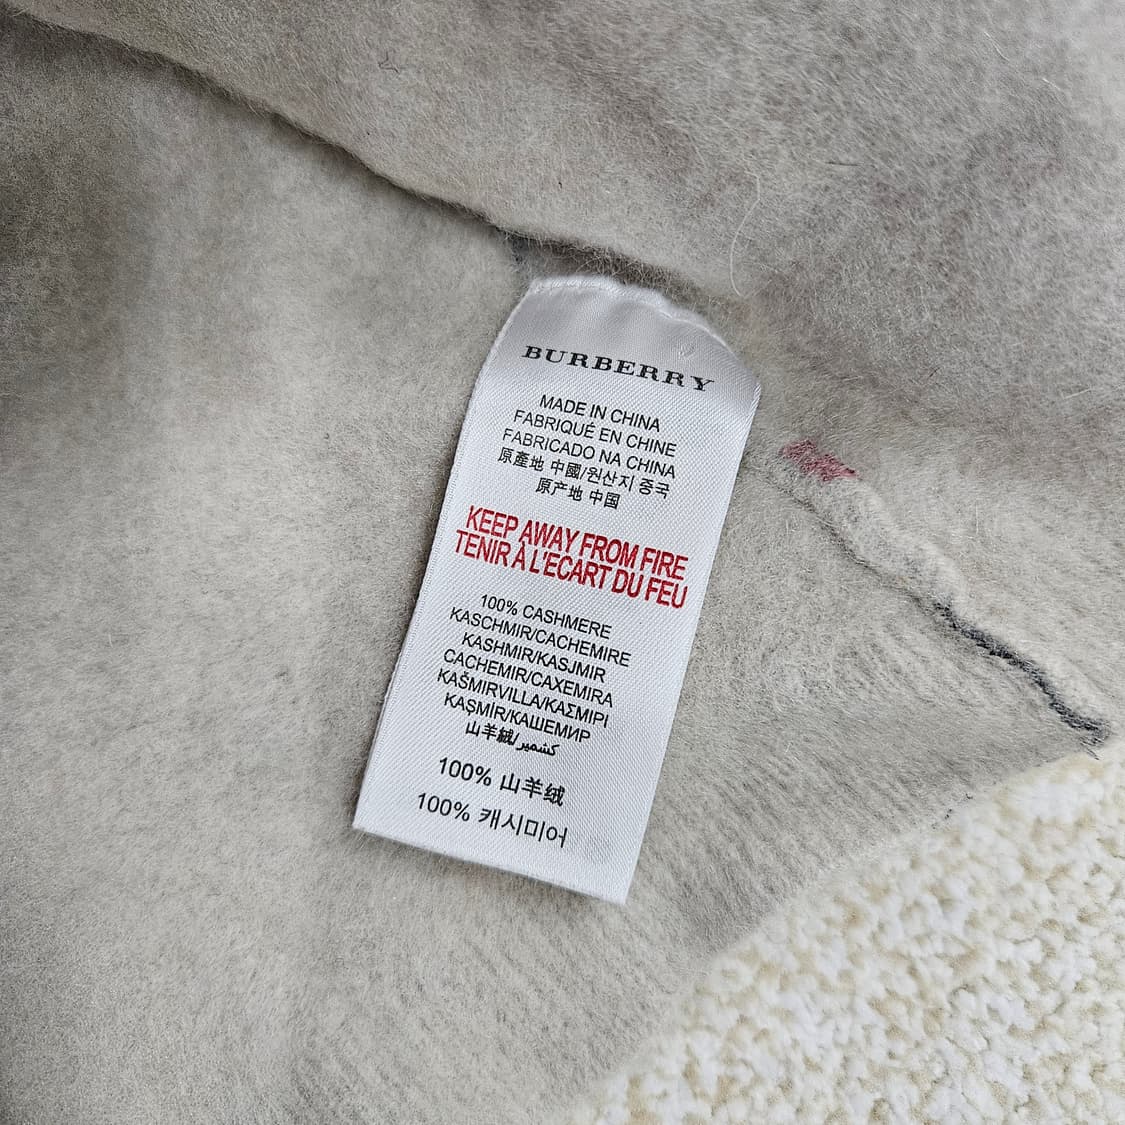 BURBERRY
MADE IN CHINA
FABRIQUÉ EN CHINE
FABRICADO NA CHINA
原產地 中國/원산지 중국
原产地 中国
KEEP AWAY FROM FIRE
TENIR À L'ECART DU FEU
100% CASHMERE
KASCHMIR/CACHEMIRE
KASHMIR/KASJMIR
CACHEMIR/CAXEMIRA
KAŠMIRVILLA/ΚΑΣΜΙΡΙ
KAŞMİR/КАШЕМИР
山羊絨/كشمير
100% 山羊绒
100% 캐시미어